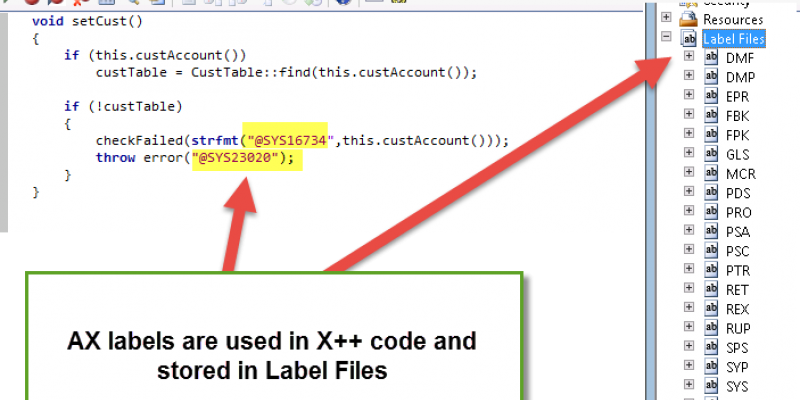 void setCust()
{
if (this.custAccount())
custTable = CustTable::find(this.custAccount());
if (!custTable)
{
checkFailed(strfmt("@SYS16734",this.custAccount()));
throw error("@SYS23020");
}
}
AX labels are used in X++ code and
stored in Label Files
Security
Resources
Label Files
DMF
DMP
EPR
FBK
FPK
GLS
MCR
PDS
PRO
PSA
PSC
PTR
RET
REX
RUP
SPS
SYP
SYS